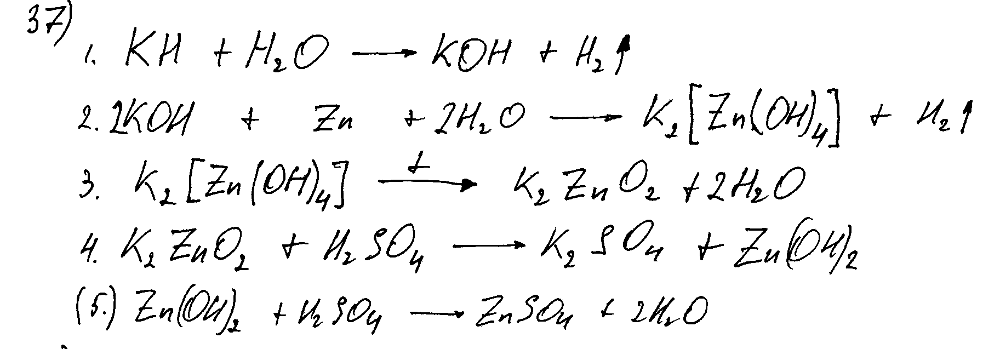 37)
1. KH + H₂O → KOH + H₂↑
2. 2KOH + Zn + 2H₂O → K₂[Zn(OH)₄] + H₂↑
t
3. K₂[Zn(OH)₄] → K₂ZnO₂ + 2H₂O
4. K₂ZnO₂ + H₂SO₄ → K₂SO₄ + Zn(OH)₂
(5.) Zn(OH)₂ + H₂SO₄ → ZnSO₄ + 2H₂O